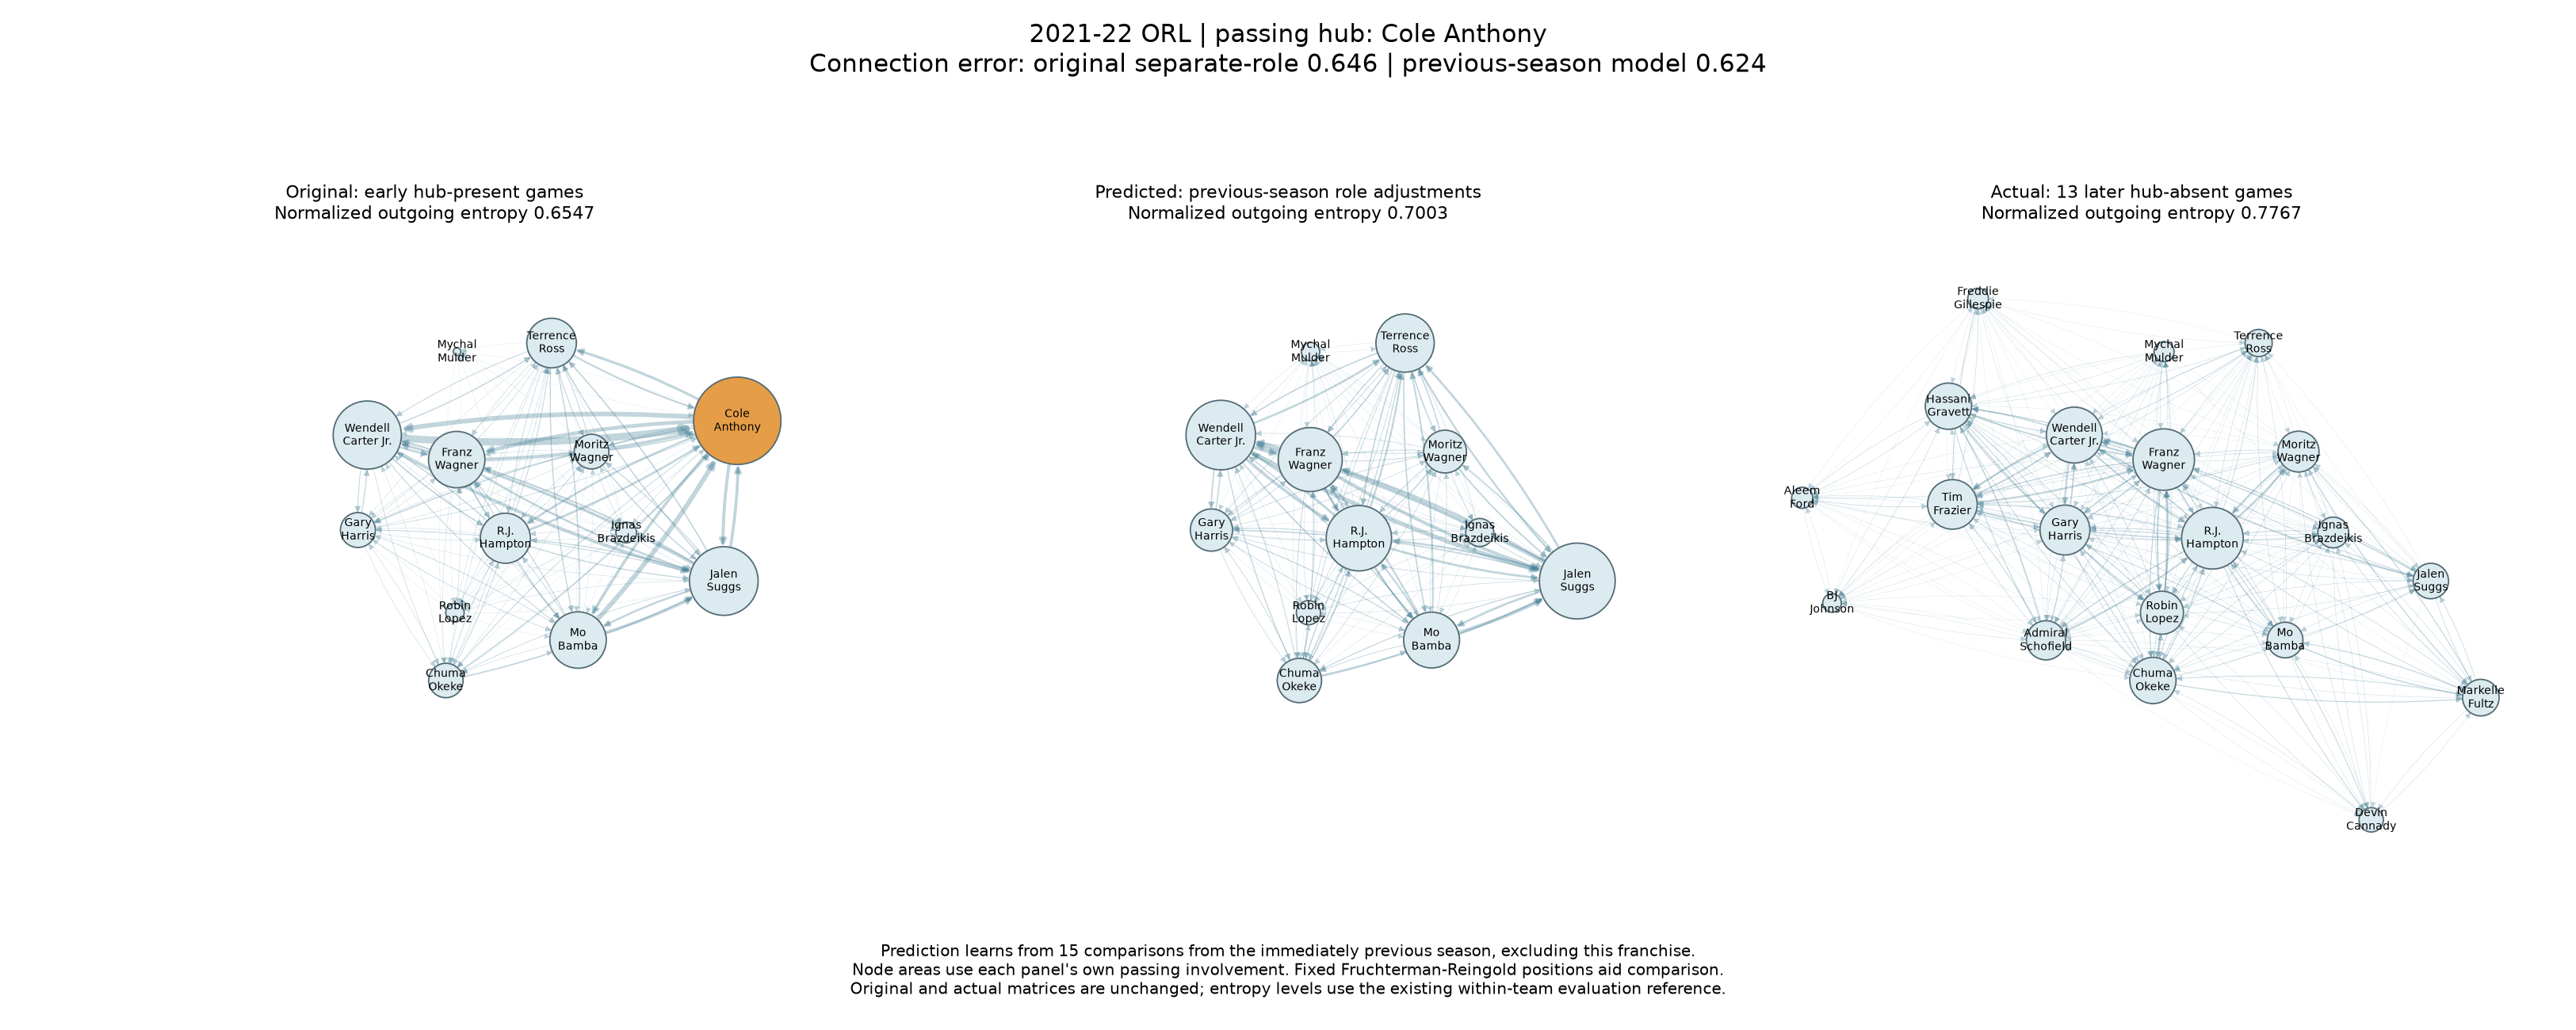 2021-22 ORL | passing hub: Cole Anthony
Connection error: original separate-role 0.646 | previous-season model 0.624
Original: early hub-present games
Normalized outgoing entropy 0.6547
Mychal
Mulder
Terrence
Ross
Cole
Anthony
Wendell
Carter Jr.
Franz
Wagner
Moritz
Wagner
Gary
Harris
R.J.
Hampton
Ignas
Brazdeikis
Jalen
Suggs
Robin
Lopez
Mo
Bamba
Chuma
Okeke
Predicted: previous-season role adjustments
Normalized outgoing entropy 0.7003
Mychal
Mulder
Terrence
Ross
Wendell
Carter Jr.
Franz
Wagner
Moritz
Wagner
Gary
Harris
R.J.
Hampton
Ignas
Brazdeikis
Jalen
Suggs
Robin
Lopez
Mo
Bamba
Chuma
Okeke
Actual: 13 later hub-absent games
Normalized outgoing entropy 0.7767
Freddie
Gillespie
Mychal
Mulder
Terrence
Ross
Hassani
Gravett
Wendell
Carter Jr.
Franz
Wagner
Moritz
Wagner
Aleem
Ford
Tim
Frazier
Gary
Harris
R.J.
Hampton
Ignas
Brazdeikis
Jalen
Suggs
BJ
Johnson
Robin
Lopez
Admiral
Schofield
Mo
Bamba
Chuma
Okeke
Markelle
Fultz
Devin
Cannady
Prediction learns from 15 comparisons from the immediately previous season, excluding this franchise.
Node areas use each panel's own passing involvement. Fixed Fruchterman-Reingold positions aid comparison.
Original and actual matrices are unchanged; entropy levels use the existing within-team evaluation reference.